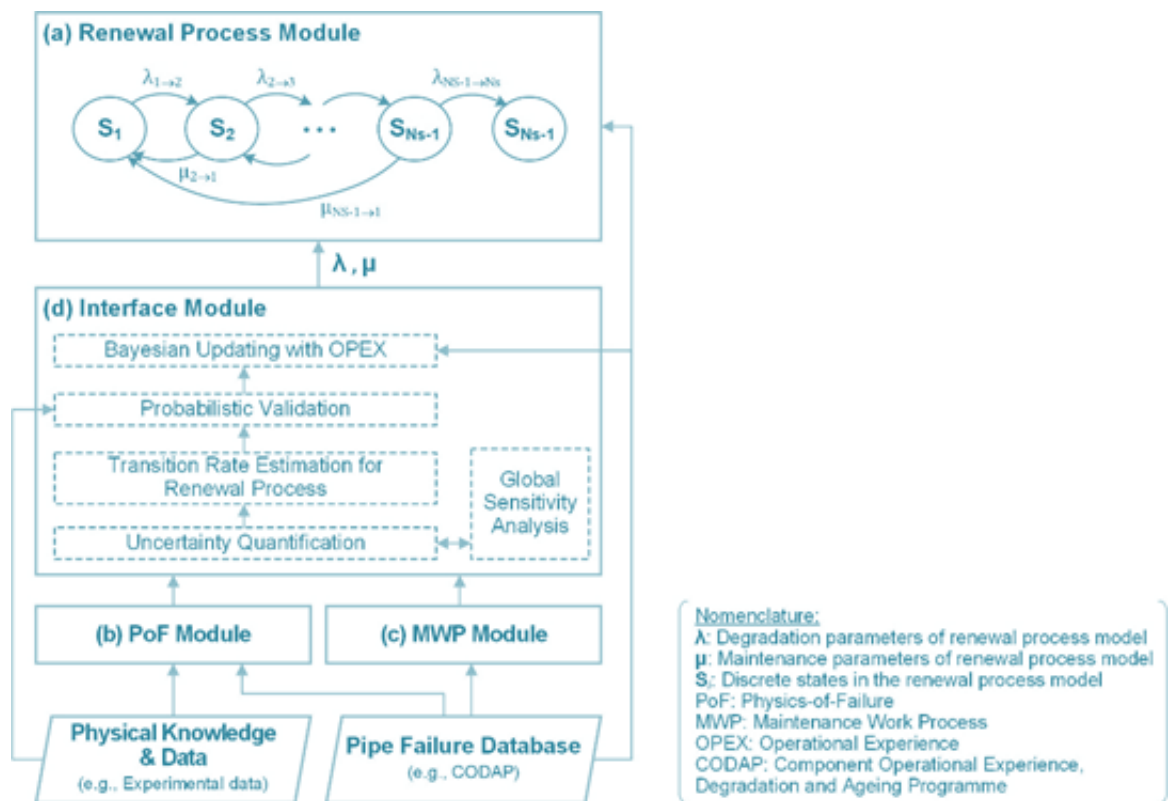 (a) Renewal Process Module
λ1→2
λ2→3
λNS-1→Ns
S1
S2
...
SNs-1
SNs-1
μ2→1
μNS-1→1
λ , μ
(d) Interface Module
Bayesian Updating with OPEX
Probabilistic Validation
Transition Rate Estimation for
Renewal Process
Uncertainty Quantification
Global
Sensitivity
Analysis
(b) PoF Module
(c) MWP Module
Physical Knowledge
& Data
(e.g., Experimental data)
Pipe Failure Database
(e.g., CODAP)
Nomenclature:
λ: Degradation parameters of renewal process model
μ: Maintenance parameters of renewal process model
Si: Discrete states in the renewal process model
PoF: Physics-of-Failure
MWP: Maintenance Work Process
OPEX: Operational Experience
CODAP: Component Operational Experience,
Degradation and Ageing Programme